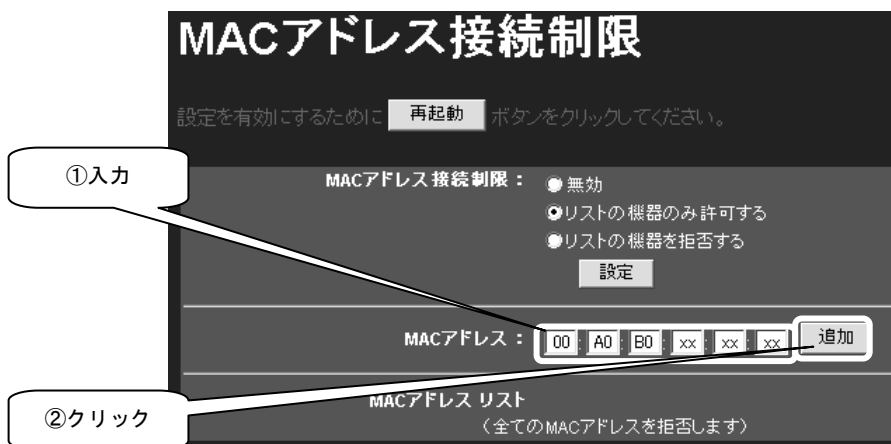 MACアドレス接続制限
設定を有効にするために 再起動 ボタンをクリックしてください。
①入力
MACアドレス接続制限：
無効
リストの機器のみ許可する
リストの機器を拒否する
設定
MACアドレス： 00 : A0 : B0 : xx : xx : xx 追加
②クリック
MACアドレス リスト
（全てのMACアドレスを拒否します）